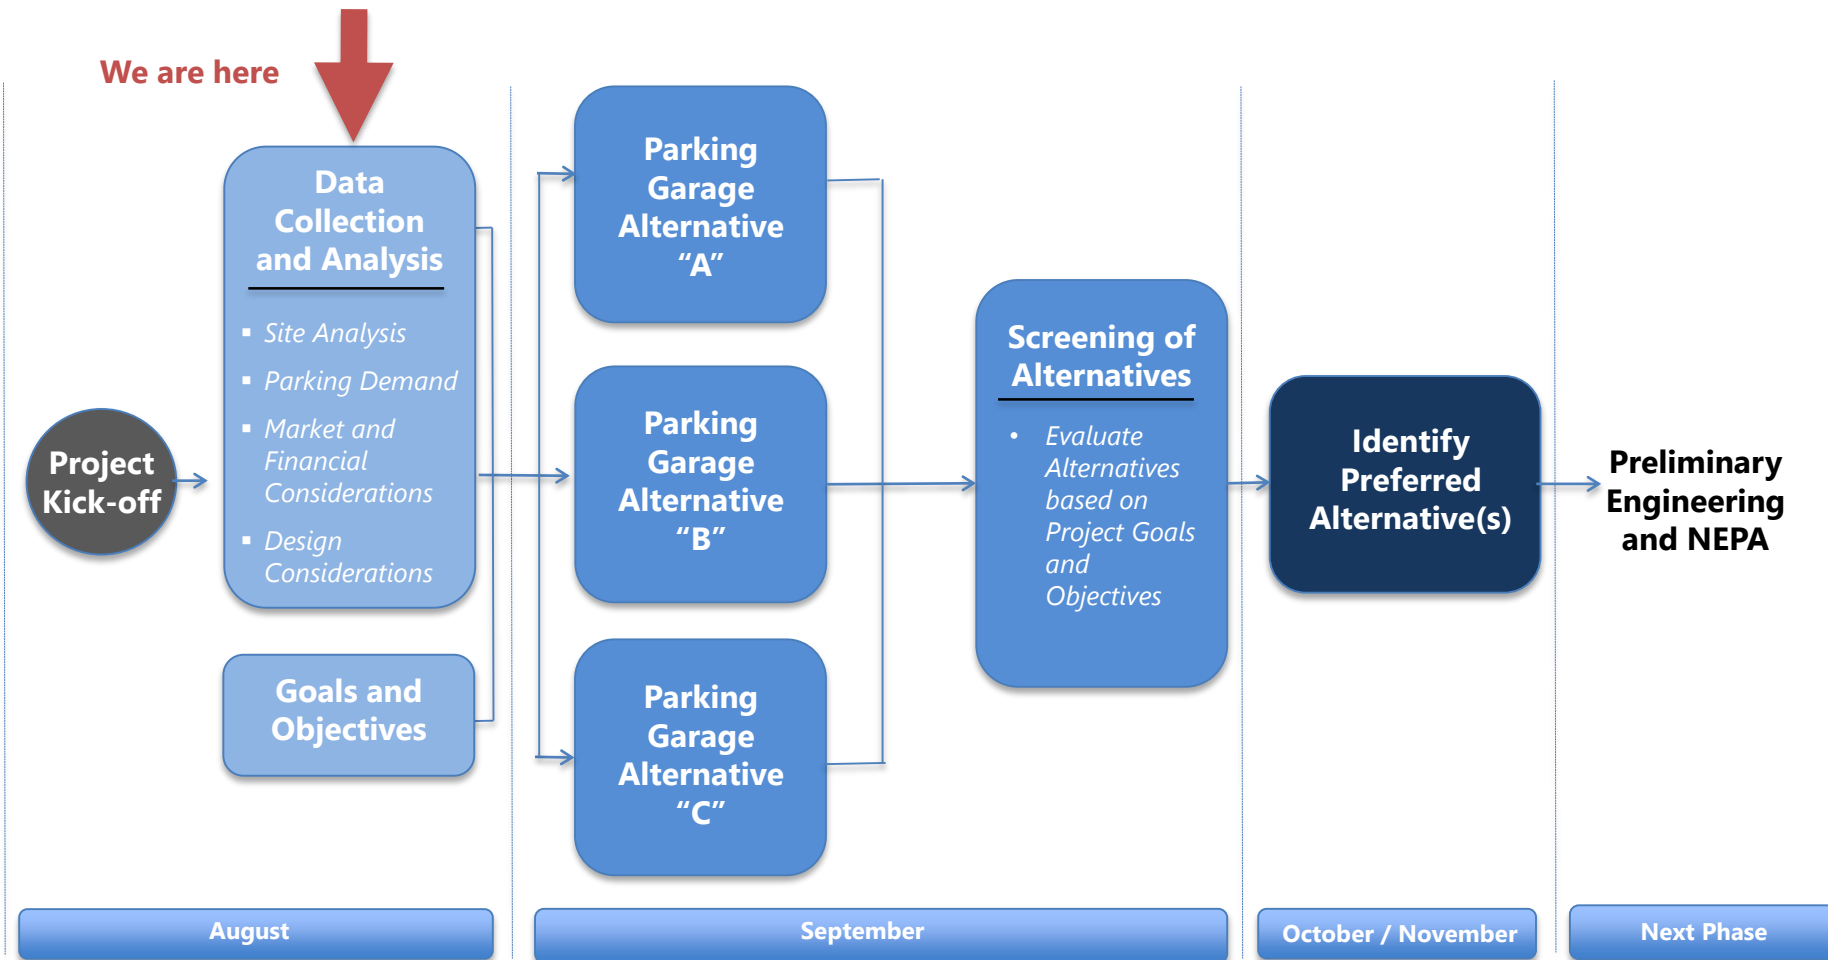 We are here
Project
Kick-off
Data
Collection
and Analysis
▪ Site Analysis
▪ Parking Demand
▪ Market and
Financial
Considerations
▪ Design
Considerations
Goals and
Objectives
Parking
Garage
Alternative
“A”
Parking
Garage
Alternative
“B”
Parking
Garage
Alternative
“C”
Screening of
Alternatives
• Evaluate
Alternatives
based on
Project Goals
and
Objectives
Identify
Preferred
Alternative(s)
Preliminary
Engineering
and NEPA
August
September
October / November
Next Phase